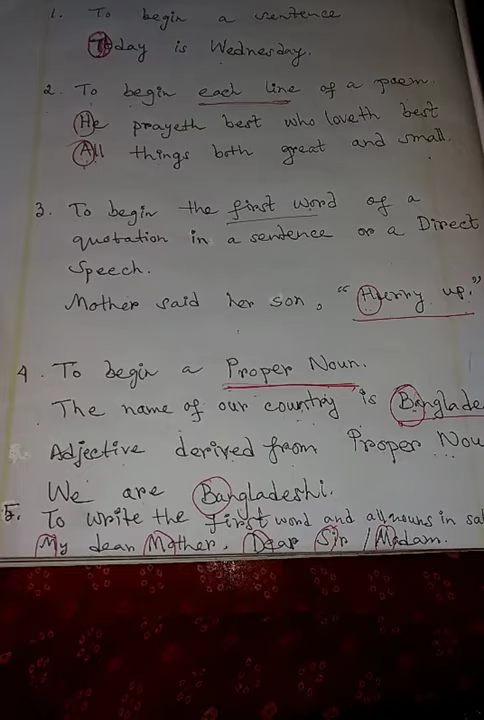 1. To begin a sentence
Today is Wednesday.
2. To begin each line of a poem.
He prayeth best who loveth best
All things both great and small.
3. To begin the first word of a
quotation in a sentence or a Direct
Speech.
Mother said her son, "Hurry up."
4. To begin a Proper Noun.
The name of our country is Banglade
Adjective derived from Proper Nou
We are Bangladeshi.
5. To write the first word and all nouns in sal
My dear Mother, Dear Sir / Madam.